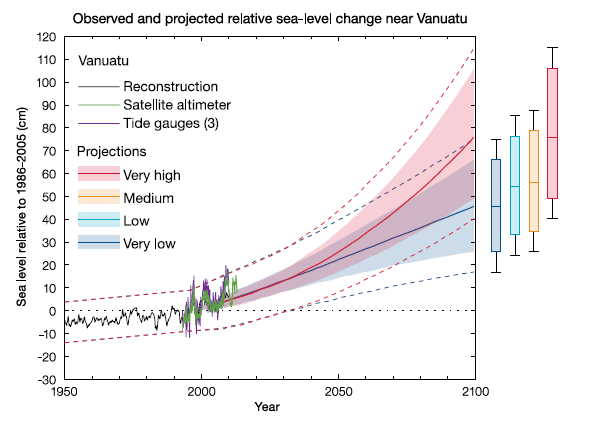 Observed and projected relative sea-level change near Vanuatu
Sea level relative to 1986–2005 (cm)
120
110
100
90
80
70
60
50
40
30
20
10
0
-10
-20
-30
Vanuatu
Reconstruction
Satellite altimeter
Tide gauges (3)
Projections
Very high
Medium
Low
Very low
1950 2000 2050 2100
Year